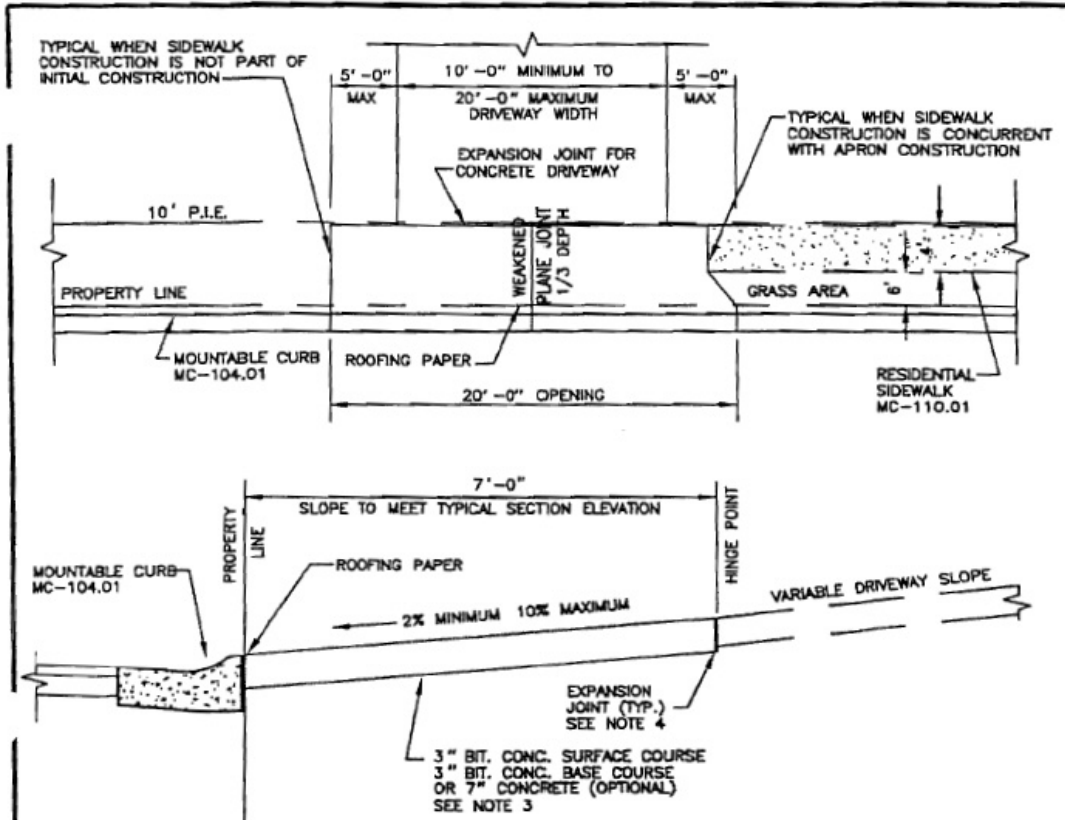 TYPICAL WHEN SIDEWALK
CONSTRUCTION IS NOT PART OF
INITIAL CONSTRUCTION
5'-0"
MAX
10'-0" MINIMUM TO
20'-0" MAXIMUM
DRIVEWAY WIDTH
5'-0"
MAX
TYPICAL WHEN SIDEWALK
CONSTRUCTION IS CONCURRENT
WITH APRON CONSTRUCTION
EXPANSION JOINT FOR
CONCRETE DRIVEWAY
10' P.I.E.
WEAKENED
PLANE JOINT
1/3 DEPTH
PROPERTY LINE
GRASS AREA
MOUNTABLE CURB
MC-104.01
ROOFING PAPER
RESIDENTIAL
SIDEWALK
MC-110.01
20'-0" OPENING
7'-0"
SLOPE TO MEET TYPICAL SECTION ELEVATION
PROPERTY
LINE
HINGE POINT
MOUNTABLE CURB
MC-104.01
ROOFING PAPER
2% MINIMUM 10% MAXIMUM
VARIABLE DRIVEWAY SLOPE
EXPANSION
JOINT (TYP.)
SEE NOTE 4
3" BIT. CONC. SURFACE COURSE
3" BIT. CONC. BASE COURSE
OR 7" CONCRETE (OPTIONAL)
SEE NOTE 3